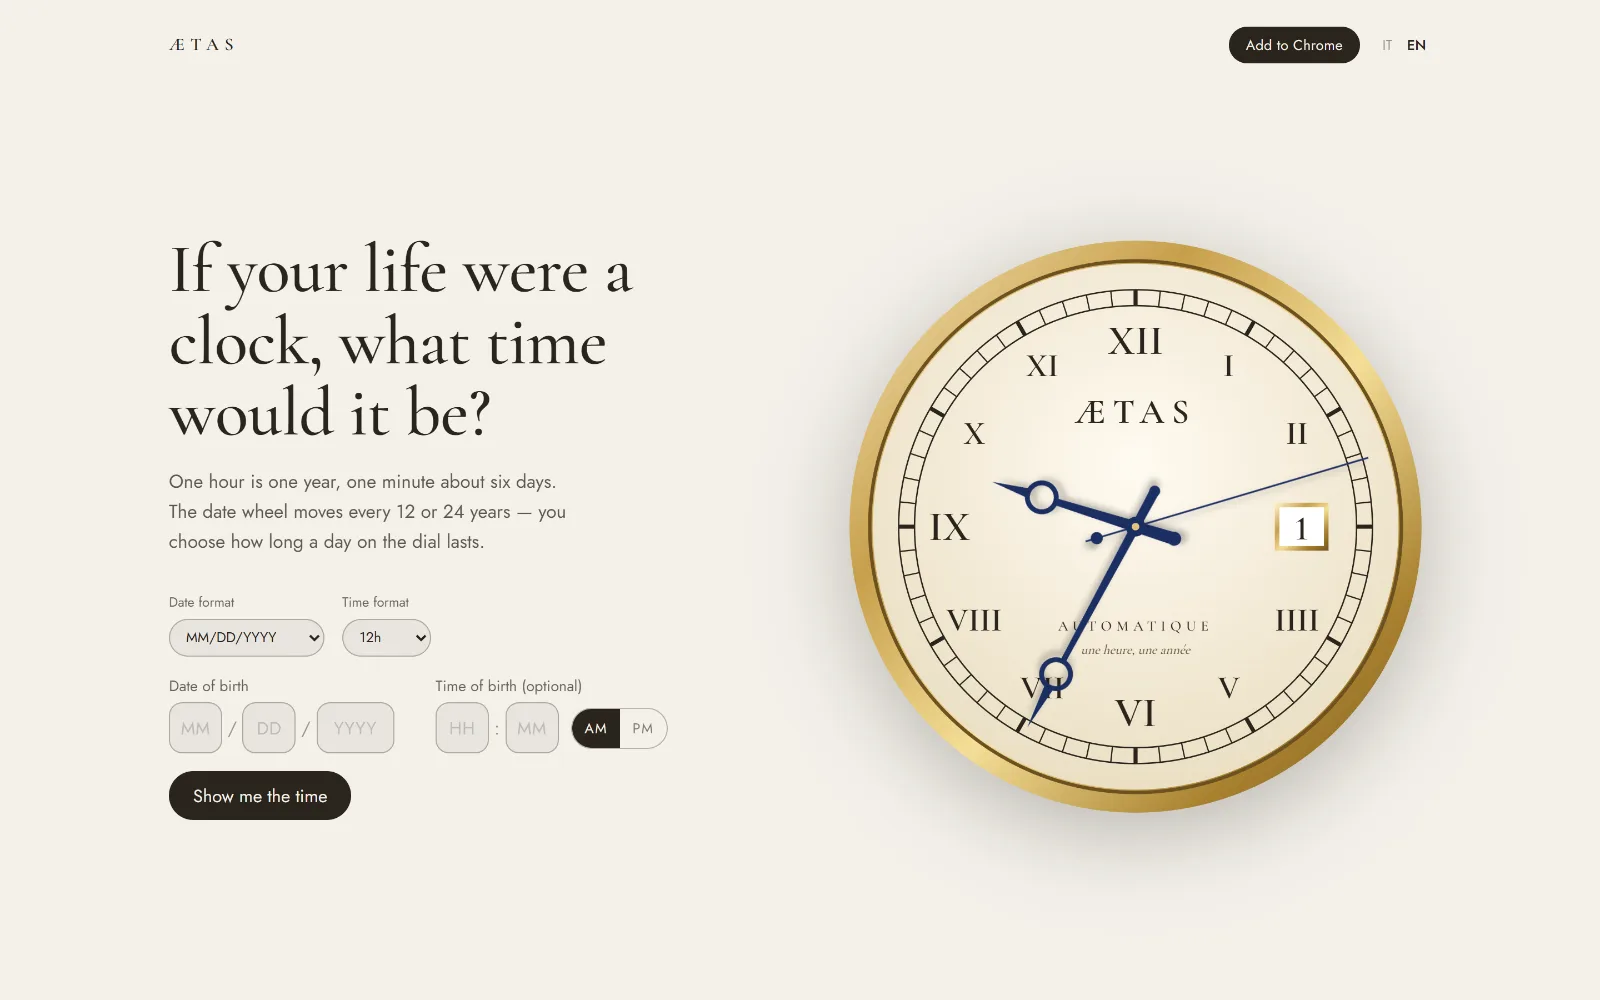 ÆTAS
Add to Chrome
IT EN
If your life were a
clock, what time
would it be?
One hour is one year, one minute about six days.
The date wheel moves every 12 or 24 years — you
choose how long a day on the dial lasts.
Date format
Time format
MM/DD/YYYY
12h
Date of birth
Time of birth (optional)
MM / DD / YYYY
HH : MM
AM PM
Show me the time
XII
XI
I
ÆTAS
X
II
IX
1
VIII
IIII
AUTOMATIQUE
une heure, une année
VII
V
VI